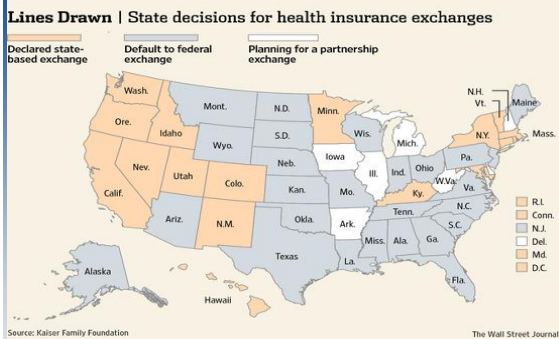 Lines Drawn | State decisions for health insurance exchanges
Declared state-based exchange
Default to federal exchange
Planning for a partnership exchange
Wash.
Ore.
Idaho
Mont.
N.D.
Minn.
Wis.
Mich.
N.H.
Vt.
Maine
Mass.
N.Y.
S.D.
Wyo.
Nev.
Utah
Colo.
Calif.
Neb.
Iowa
Ill.
Ind.
Ohio
Pa.
W.Va.
Va.
Kan.
Mo.
Ky.
N.C.
Tenn.
S.C.
Ariz.
N.M.
Okla.
Ark.
Miss.
Ala.
Ga.
Texas
La.
Fla.
Alaska
Hawaii
R.I.
Conn.
N.J.
Del.
Md.
D.C.
Source: Kaiser Family Foundation
The Wall Street Journal